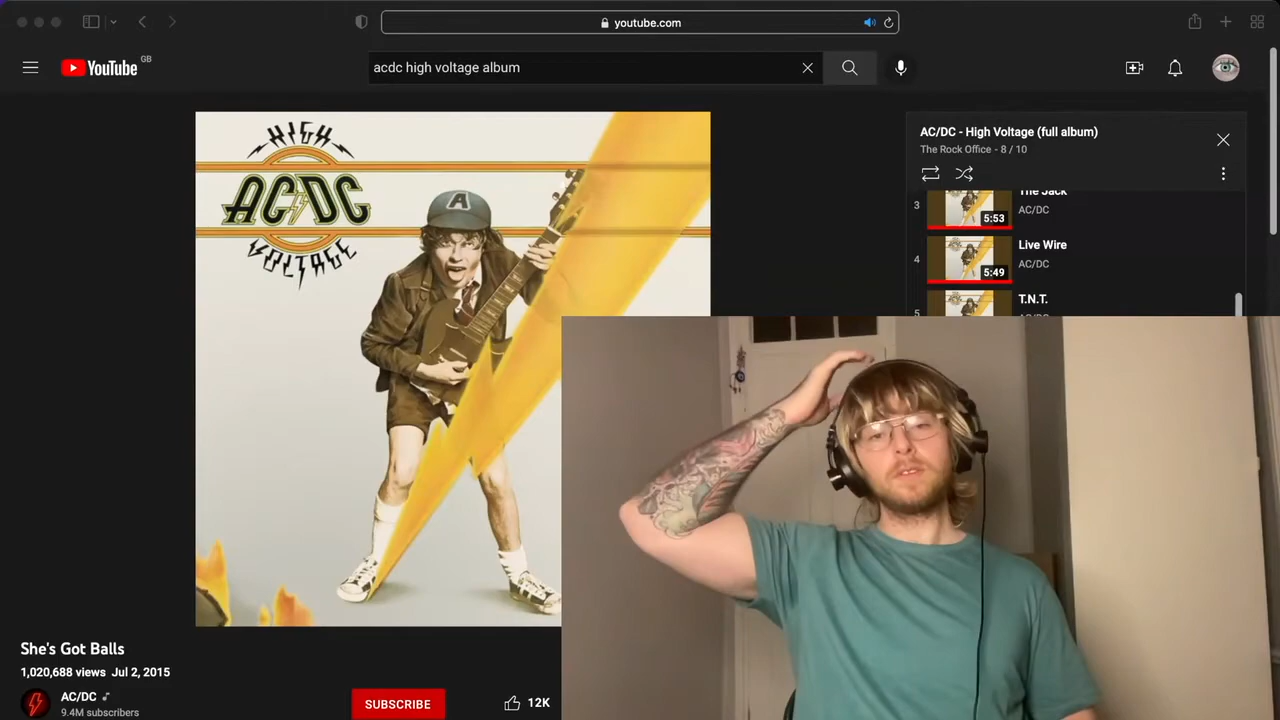 youtube.com
YouTube GB
acdc high voltage album
HIGH
AC/DC
VOLTAGE
A
AC/DC - High Voltage (full album)
The Rock Office - 8 / 10
3
The Jack
AC/DC
5:53
4
Live Wire
AC/DC
5:49
5
T.N.T.
She's Got Balls
1,020,688 views Jul 2, 2015
AC/DC
9.4M subscribers
SUBSCRIBE
12K